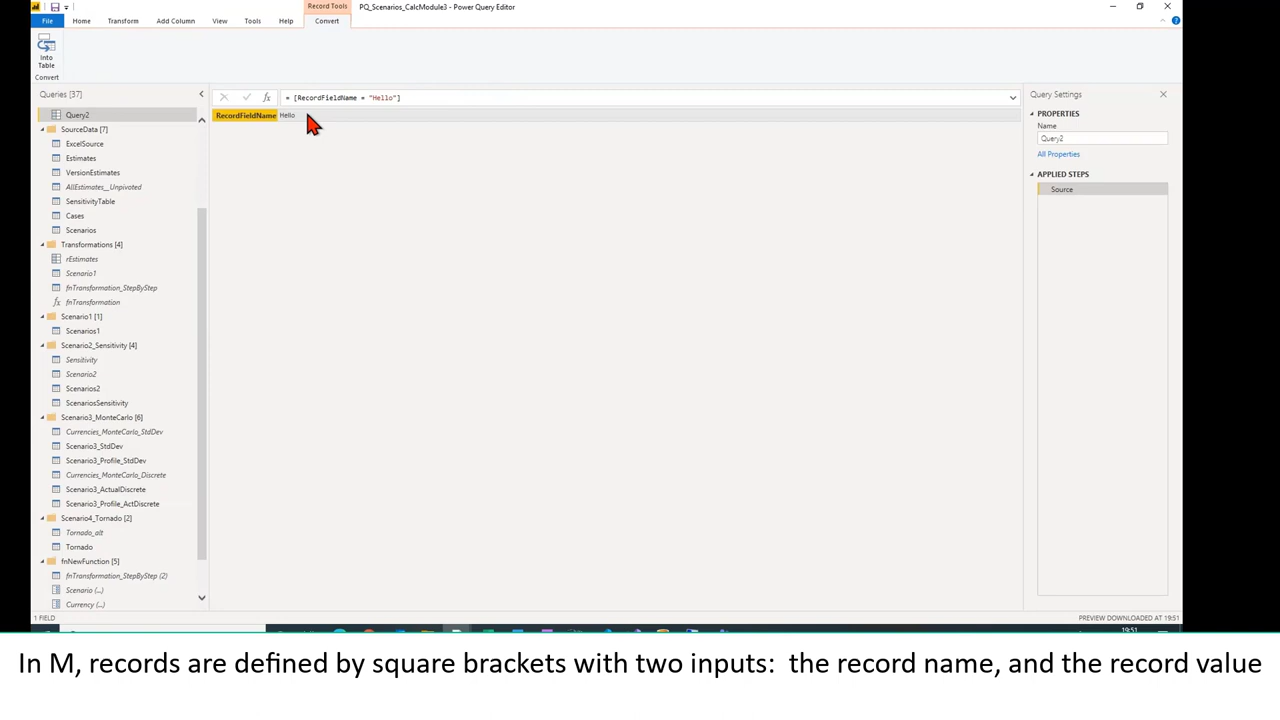 Record Tools
PQ_Scenarios_CalcModule3 - Power Query Editor
File
Home
Transform
Add Column
View
Tools
Help
Convert
Into
Table
Convert
Queries [37]
= [RecordFieldName = "Hello"]
RecordFieldName Hello
Query2
SourceData [7]
ExcelSource
Estimates
VersionEstimates
AllEstimates__Unpivoted
SensitivityTable
Cases
Scenarios
Transformations [4]
rEstimates
Scenario1
fnTransformation_StepByStep
fnTransformation
Scenario1 [1]
Scenarios1
Scenario2_Sensitivity [4]
Sensitivity
Scenario2
Scenarios2
ScenariosSensitivity
Scenario3_MonteCarlo [6]
Currencies_MonteCarlo_StdDev
Scenario3_StdDev
Scenario3_Profile_StdDev
Currencies_MonteCarlo_Discrete
Scenario3_ActualDiscrete
Scenario3_Profile_ActDiscrete
Scenario4_Tornado [2]
Tornado_alt
Tornado
fnNewFunction [5]
fnTransformation_StepByStep (2)
Scenario (...)
Currency (...)
Query Settings
PROPERTIES
Name
Query2
All Properties
APPLIED STEPS
Source
1 FIELD
PREVIEW DOWNLOADED AT 19:51
19:51
In M, records are defined by square brackets with two inputs: the record name, and the record value